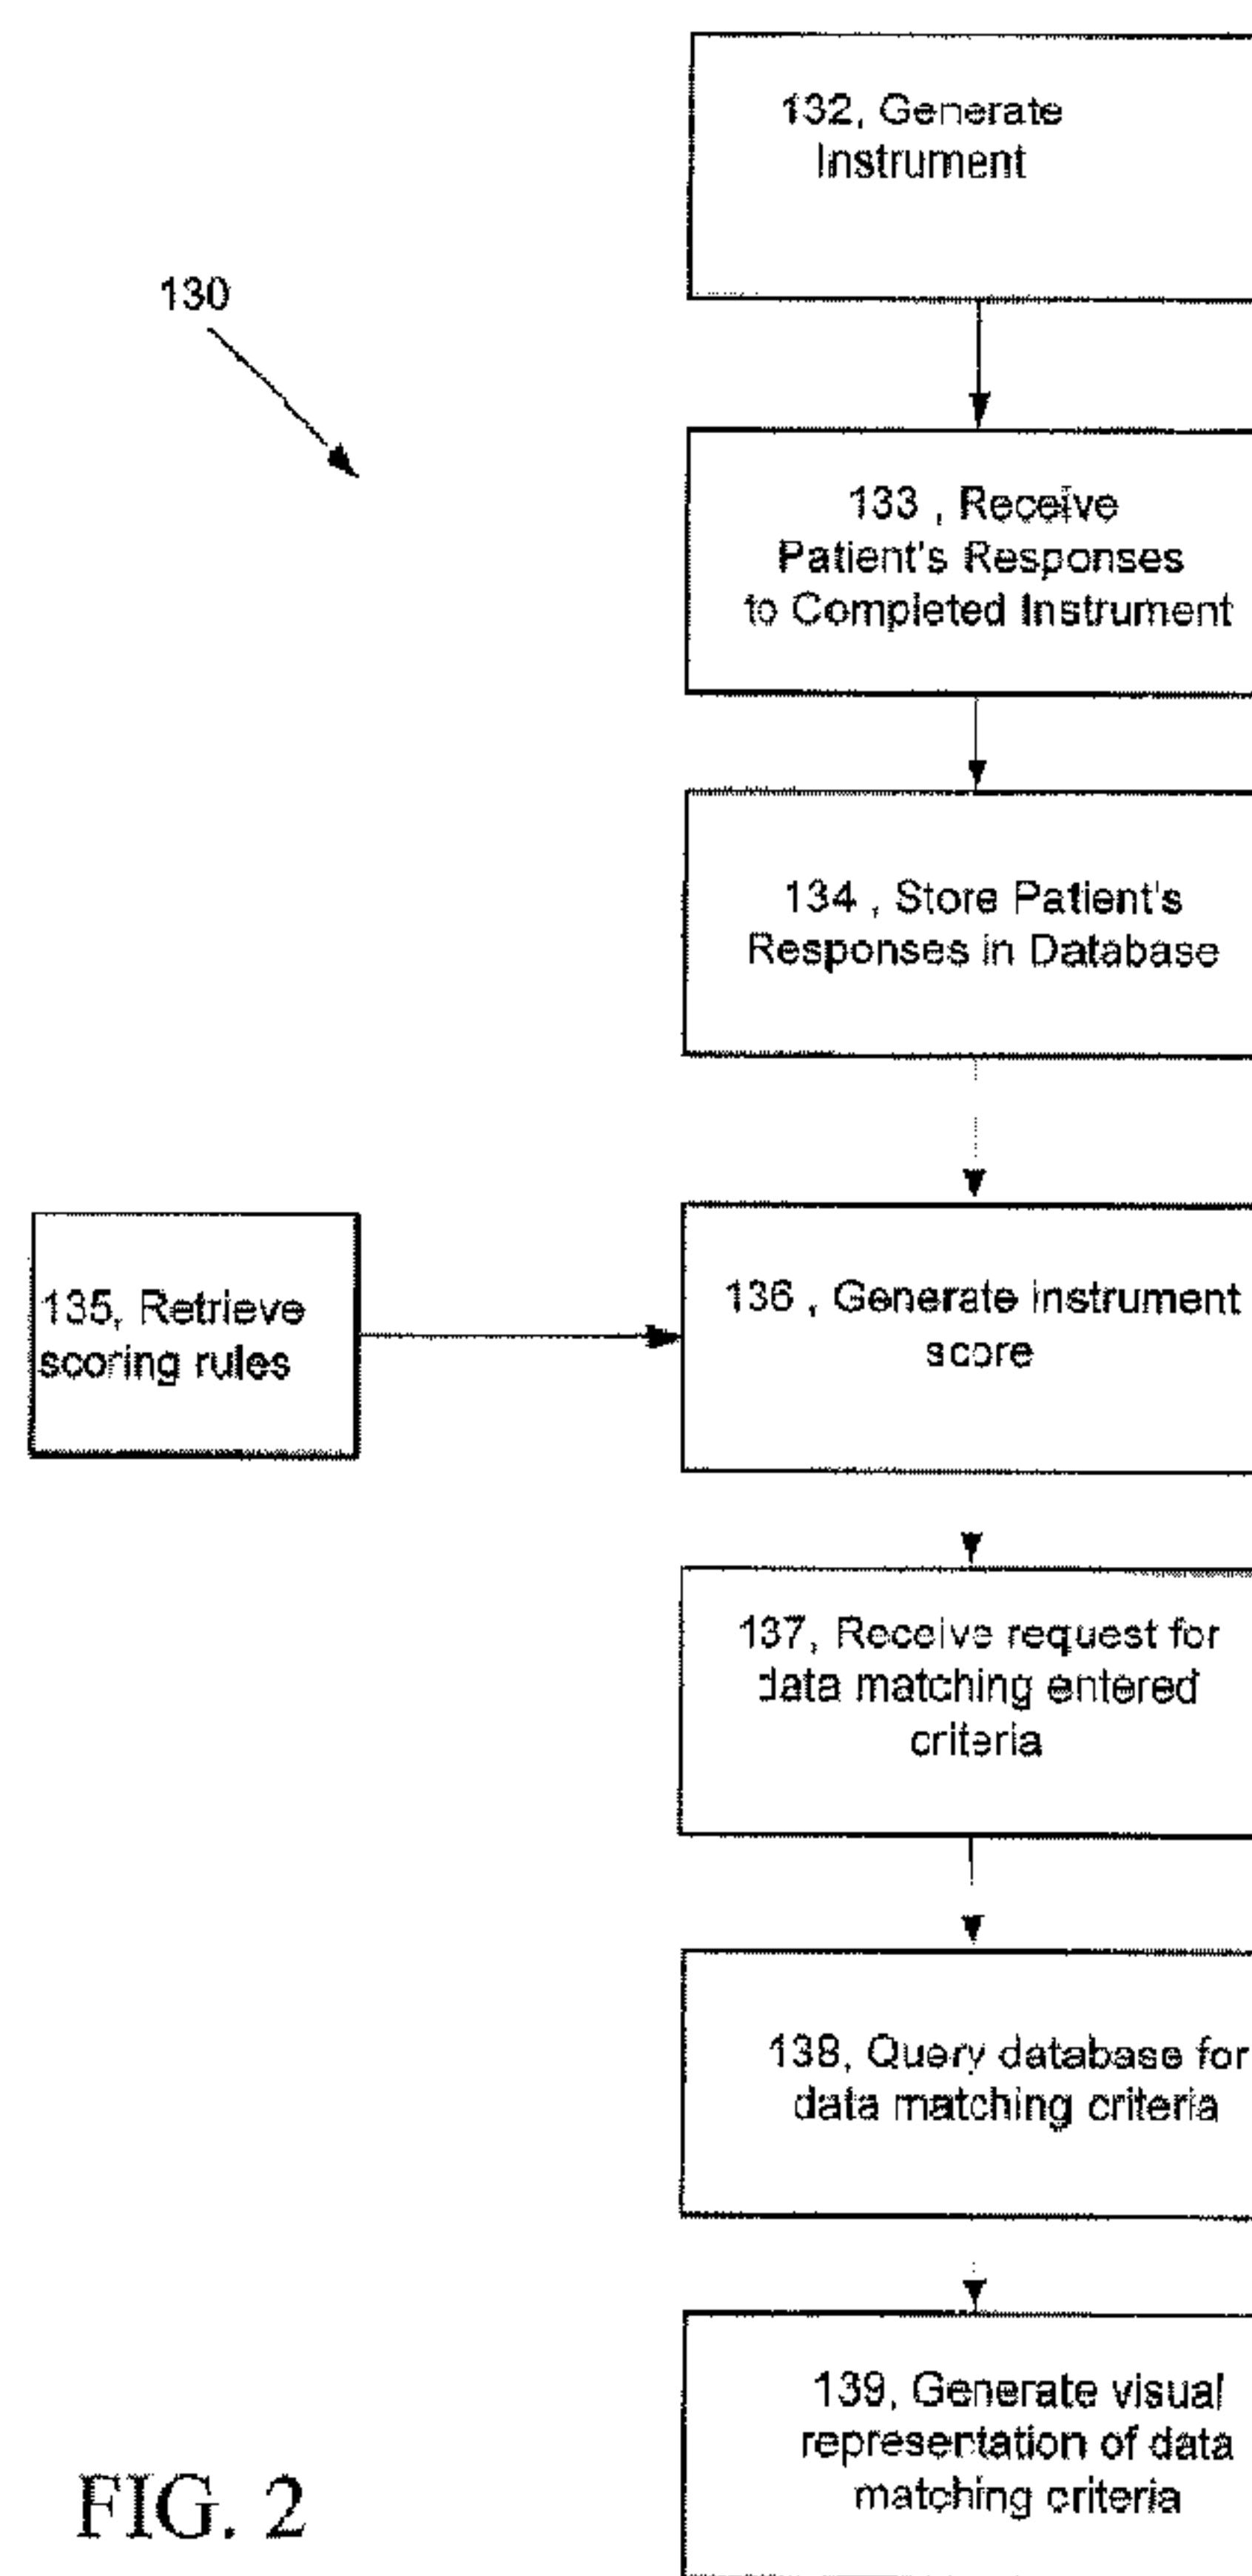 132, Generate
Instrument
130
133 , Receive
Patient's Responses
to Completed Instrument
134 , Store Patient's
Responses in Database
135, Retrieve
scoring rules
136 , Generate instrument
score
137, Receive request for
data matching entered
criteria
138, Query database for
data matching criteria
139, Generate visual
representation of data
matching criteria
FIG. 2